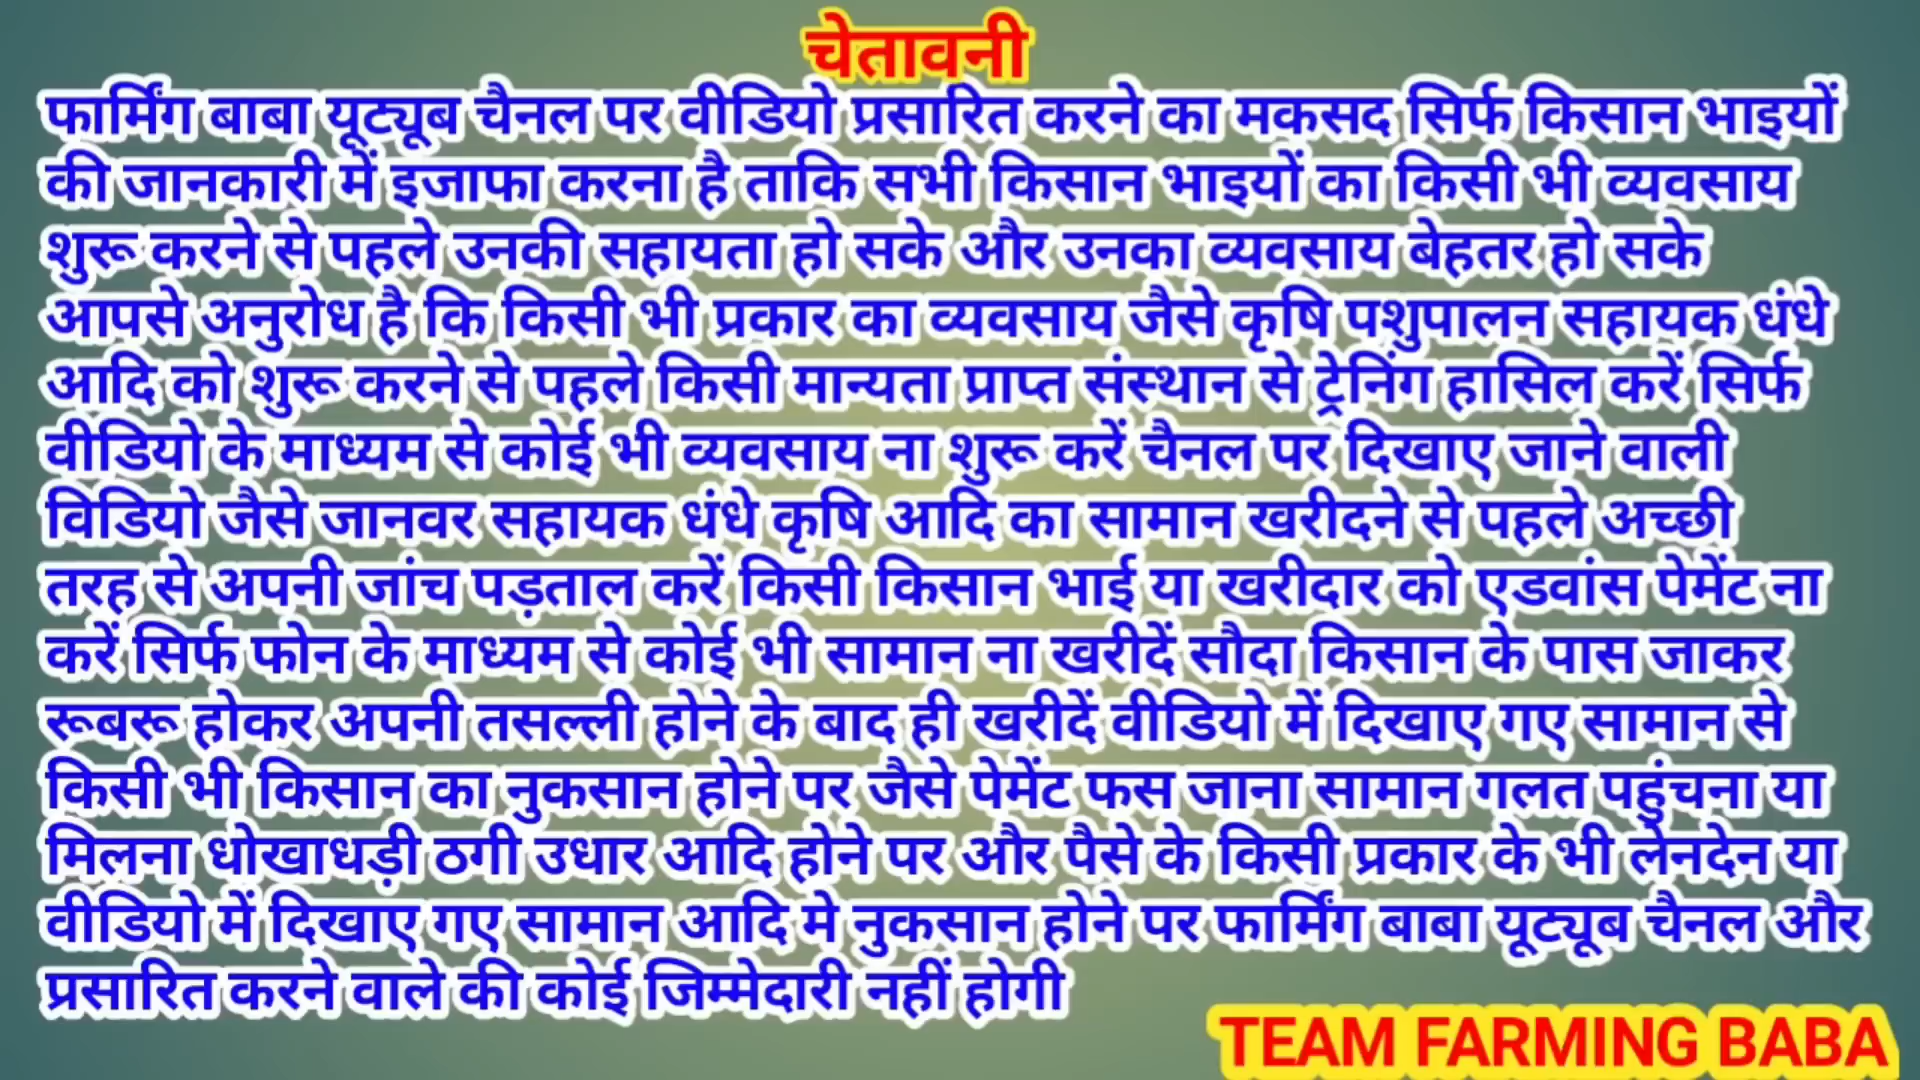 चेतावनी
फार्मिंग बाबा यूट्यूब चैनल पर वीडियो प्रसारित करने का मकसद सिर्फ किसान भाइयों
की जानकारी में इजाफा करना है ताकि सभी किसान भाइयों का किसी भी व्यवसाय
शुरू करने से पहले उनकी सहायता हो सके और उनका व्यवसाय बेहतर हो सके
आपसे अनुरोध है कि किसी भी प्रकार का व्यवसाय जैसे कृषि पशुपालन सहायक धंधे
आदि को शुरू करने से पहले किसी मान्यता प्राप्त संस्थान से ट्रेनिंग हासिल करें सिर्फ
वीडियो के माध्यम से कोई भी व्यवसाय ना शुरू करें चैनल पर दिखाए जाने वाली
विडियो जैसे जानवर सहायक धंधे कृषि आदि का सामान खरीदने से पहले अच्छी
तरह से अपनी जांच पड़ताल करें किसी किसान भाई या खरीदार को एडवांस पेमेंट ना
करें सिर्फ फोन के माध्यम से कोई भी सामान ना खरीदें सौदा किसान के पास जाकर
रूबरू होकर अपनी तसल्ली होने के बाद ही खरीदें वीडियो में दिखाए गए सामान से
किसी भी किसान का नुकसान होने पर जैसे पेमेंट फस जाना सामान गलत पहुंचना या
मिलना धोखाधड़ी ठगी उधार आदि होने पर और पैसे के किसी प्रकार के भी लेनदेन या
वीडियो में दिखाए गए सामान आदि मे नुकसान होने पर फार्मिंग बाबा यूट्यूब चैनल और
प्रसारित करने वाले की कोई जिम्मेदारी नहीं होगी
TEAM FARMING BABA